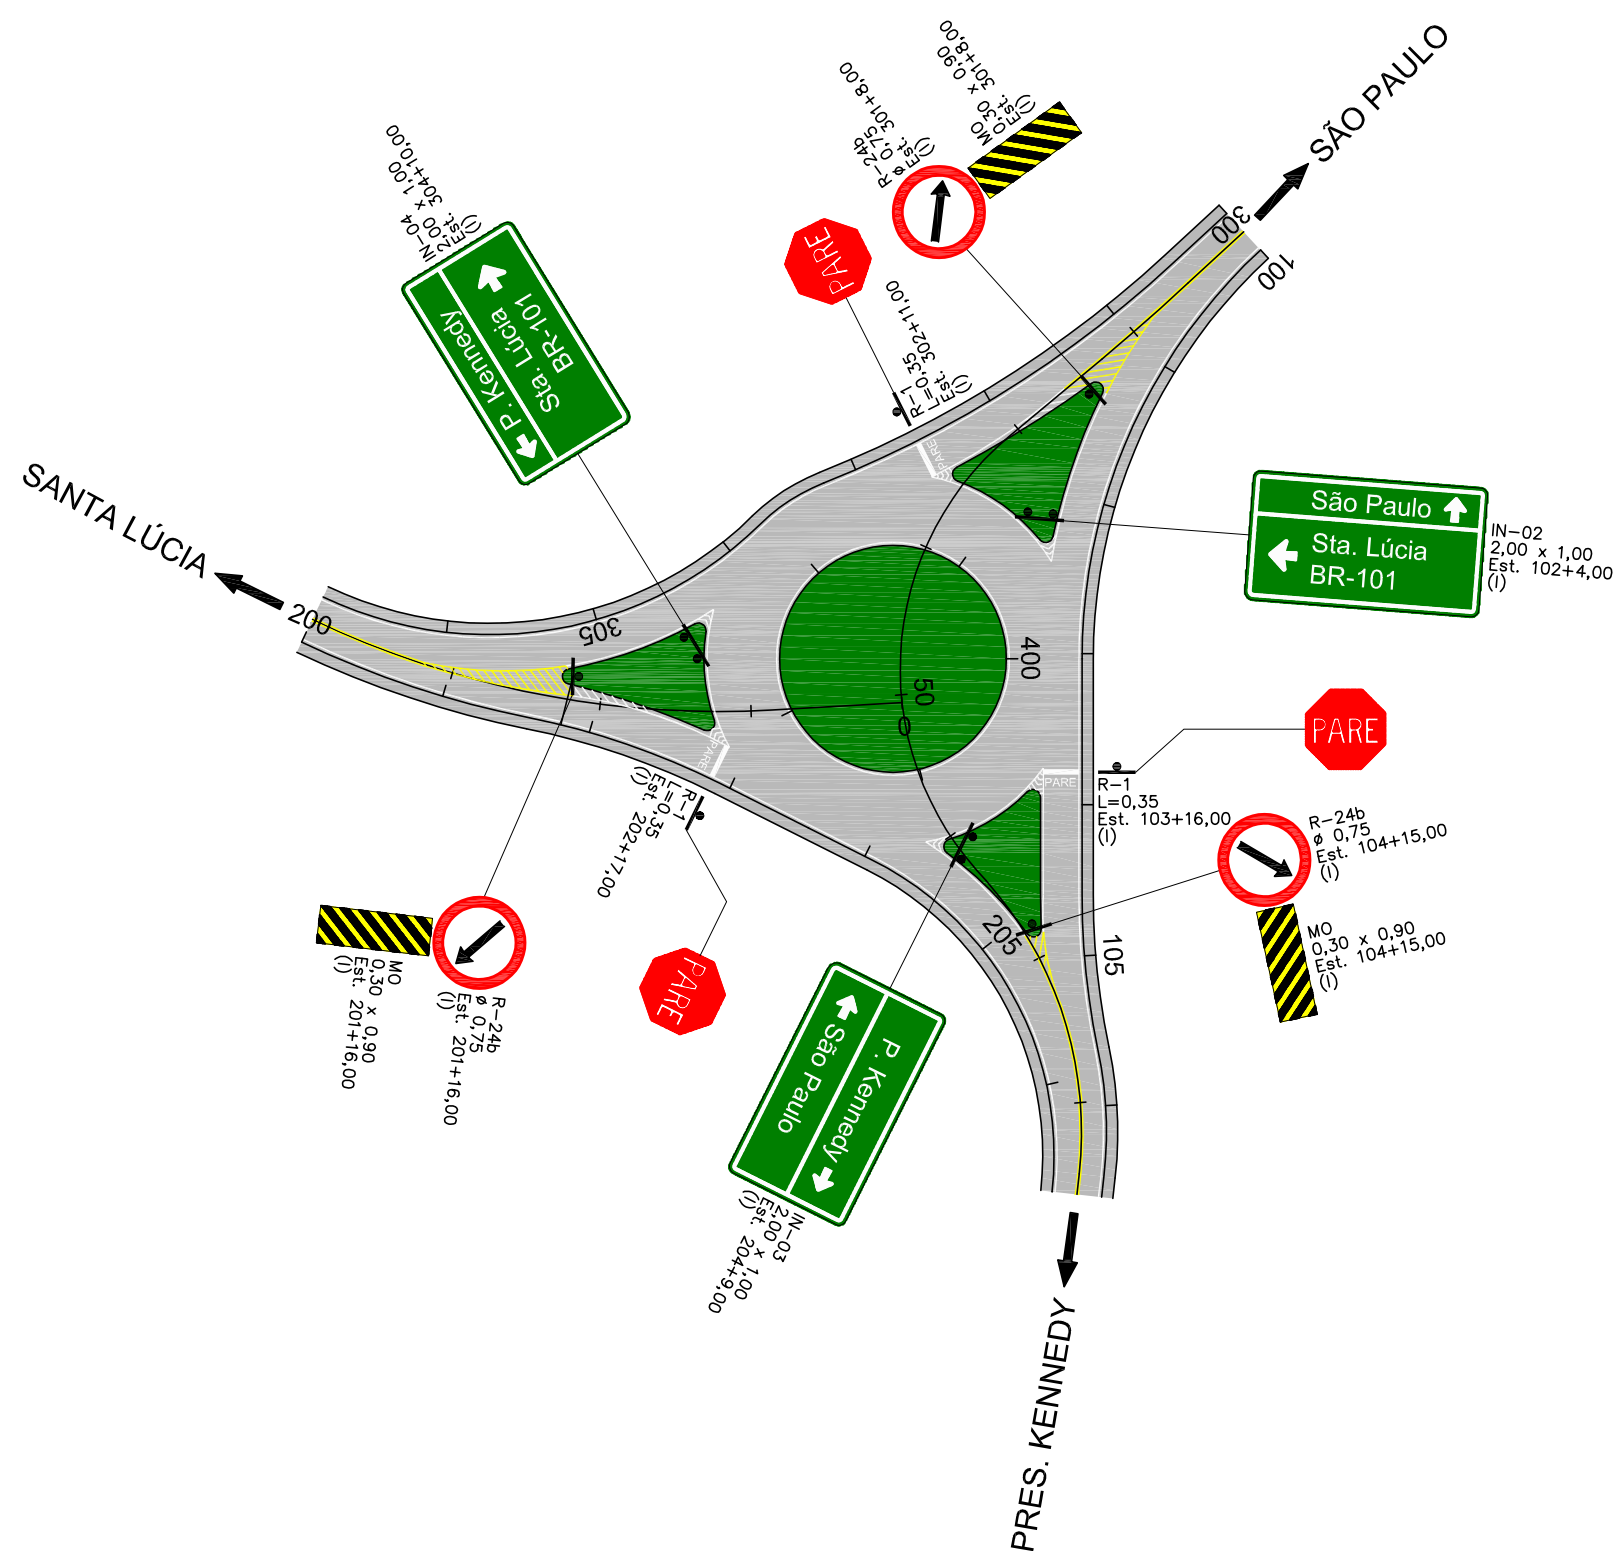 MO
0,30 x 0,90
Est. 301+8,00
(I)
R-24b
ø 0,75
Est. 301+8,00
(I)
SÃO PAULO
IN-04
2,00 x 1,00
Est. 304+10,00
(I)
PARE
300
100
P. Kennedy
Sta. Lúcia
BR-101
R-1
L=0,35
Est. 302+11,00
(I)
PARE
SANTA LÚCIA
São Paulo
Sta. Lúcia
BR-101
IN-02
2,00 x 1,00
Est. 102+4,00
(I)
200
305
400
50
0
PARE
PARE
PARE
R-1
L=0,35
Est. 103+16,00
(I)
R-1
L=0,35
Est. 202+17,00
(I)
R-24b
ø 0,75
Est. 104+15,00
(I)
205
105
MO
0,30 x 0,90
Est. 104+15,00
(I)
MO
0,30 x 0,90
Est. 201+16,00
(I)
R-24b
ø 0,75
Est. 201+16,00
(I)
PARE
P. Kennedy
São Paulo
IN-03
2,00 x 1,00
Est. 204+9,00
(I)
PRES. KENNEDY